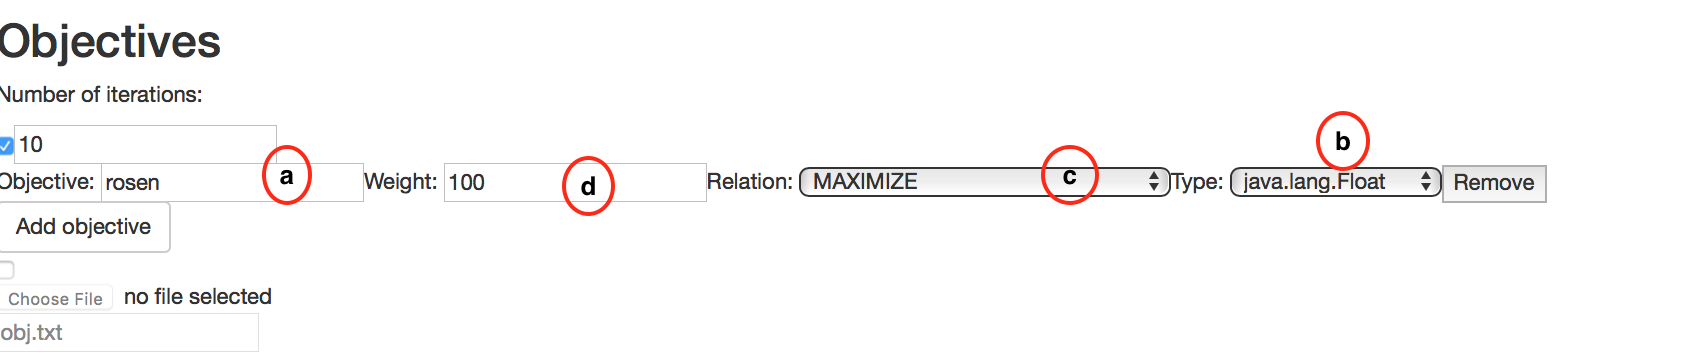 Objectives
Number of iterations:
10
Objective: rosen a Weight: 100 d Relation: MAXIMIZE c Type: java.lang.Float b Remove
Add objective
Choose File no file selected
obj.txt